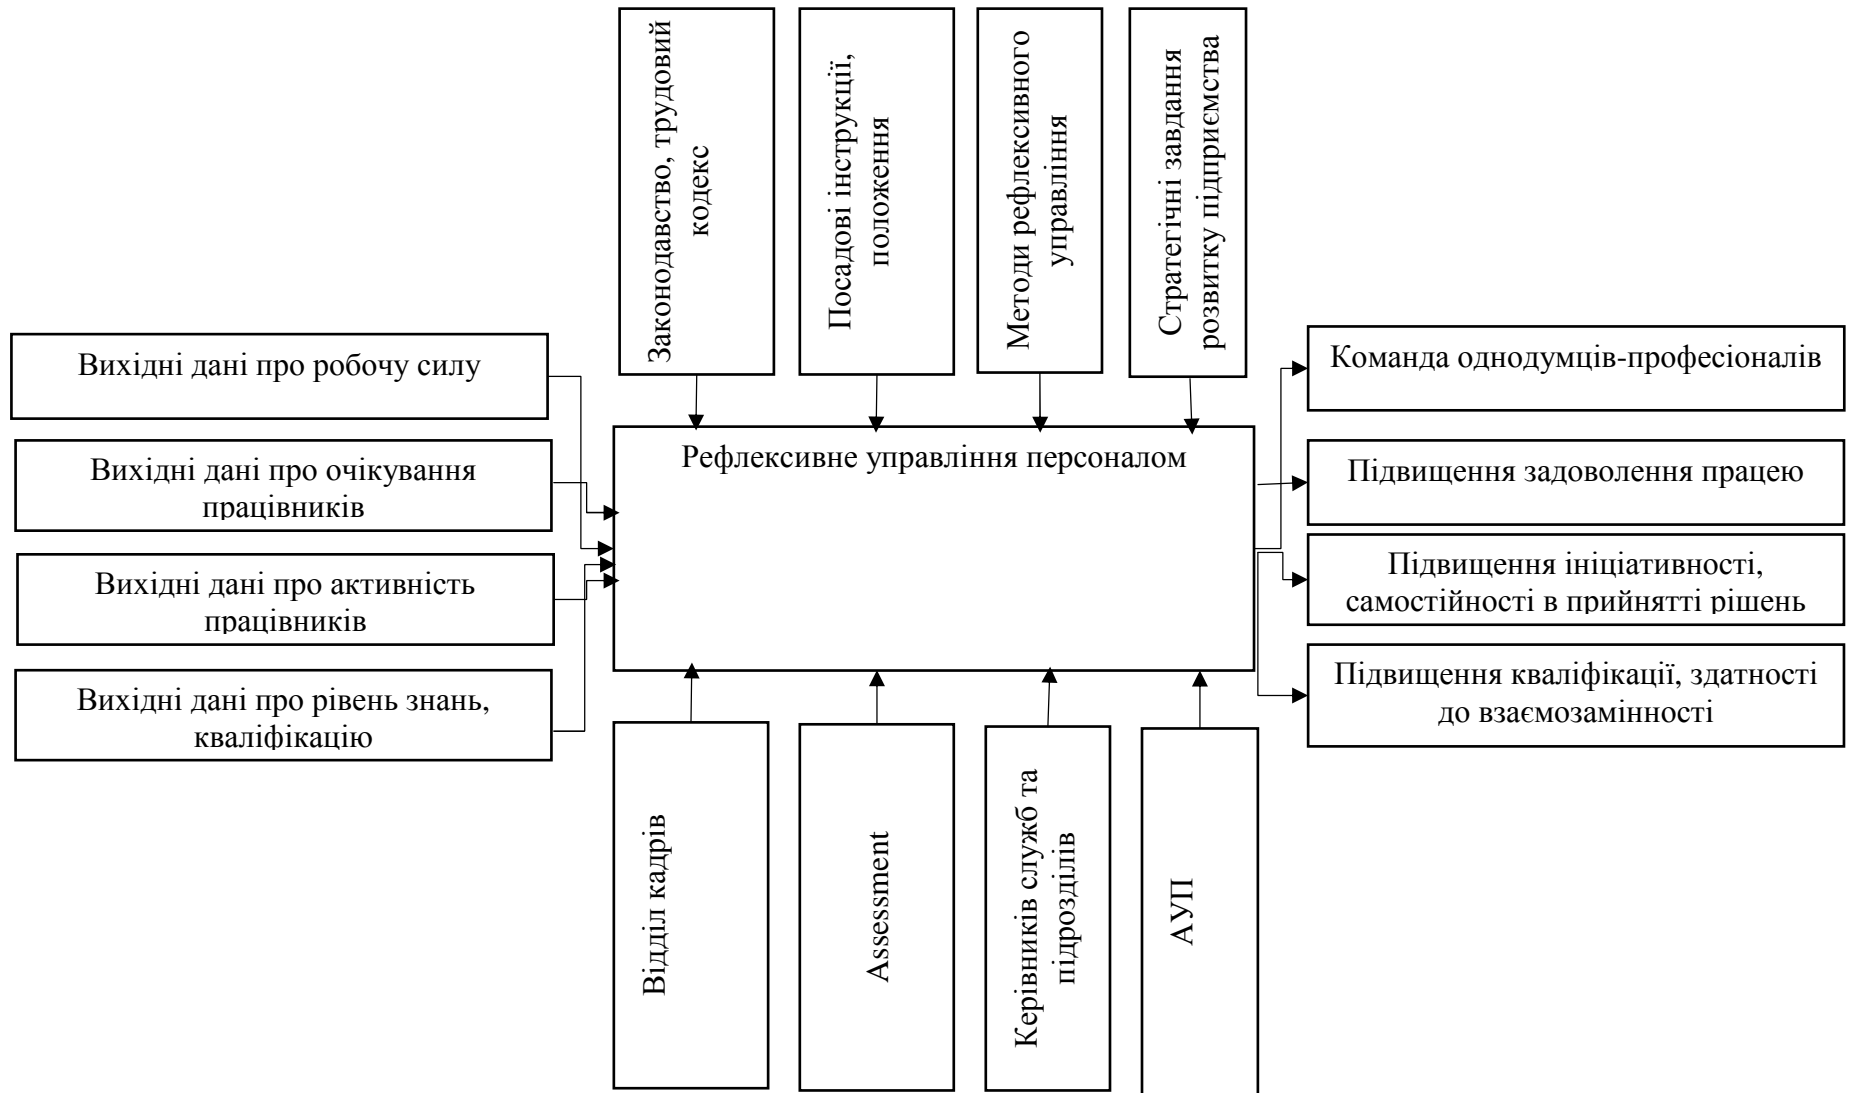 Законодавство, трудовий
кодекс
Посадові інструкції,
положення
Методи рефлексивного
управління
Стратегічні завдання
розвитку підприємства
Вихідні дані про робочу силу
Вихідні дані про очікування
працівників
Вихідні дані про активність
працівників
Вихідні дані про рівень знань,
кваліфікацію
Рефлексивне управління персоналом
Команда однодумців-професіоналів
Підвищення задоволення працею
Підвищення ініціативності,
самостійності в прийнятті рішень
Підвищення кваліфікації, здатності
до взаємозамінності
Відділ кадрів
Assessment
Керівників служб та
підрозділів
АУП